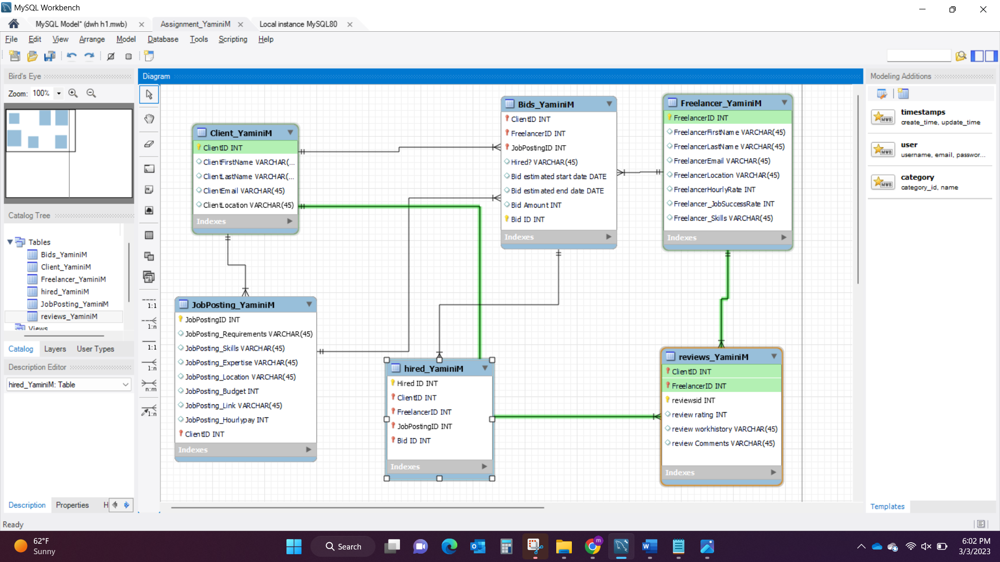 MySQL Workbench
MySQL Model* (dwh h1.mwb)
Assignment_YaminiM
Local instance MySQL80
File Edit View Arrange Model Database Tools Scripting Help
Bird's Eye
Zoom: 100%
Catalog Tree
Tables
Bids_YaminiM
Client_YaminiM
Freelancer_YaminiM
hired_YaminiM
JobPosting_YaminiM
reviews_YaminiM
Views
Catalog Layers User Types
Description Editor
hired_YaminiM: Table
Description Properties H
Ready
Diagram
1:1
1:n
1:1
1:n
n:m
1:n
Client_YaminiM
ClientID INT
ClientFirstName VARCHAR(...
ClientLastName VARCHAR(...
ClientEmail VARCHAR(45)
ClientLocation VARCHAR(45)
Indexes
Bids_YaminiM
ClientID INT
FreelancerID INT
JobPostingID INT
Hired? VARCHAR(45)
Bid estimated start date DATE
Bid estimated end date DATE
Bid Amount INT
Bid ID INT
Indexes
Freelancer_YaminiM
FreelancerID INT
FreelancerFirstName VARCHAR(45)
FreelancerLastName VARCHAR(45)
FreelancerEmail VARCHAR(45)
FreelancerLocation VARCHAR(45)
FreelancerHourlyRate INT
Freelancer_JobSuccessRate INT
Freelancer_Skills VARCHAR(45)
Indexes
JobPosting_YaminiM
JobPostingID INT
JobPosting_Requirements VARCHAR(45)
JobPosting_Skills VARCHAR(45)
JobPosting_Expertise VARCHAR(45)
JobPosting_Location VARCHAR(45)
JobPosting_Budget INT
JobPosting_Link VARCHAR(45)
JobPosting_Hourlypay INT
ClientID INT
Indexes
hired_YaminiM
Hired ID INT
ClientID INT
FreelancerID INT
JobPostingID INT
Bid ID INT
Indexes
reviews_YaminiM
ClientID INT
FreelancerID INT
reviewsid INT
review rating INT
review workhistory VARCHAR(45)
review Comments VARCHAR(45)
Indexes
Modeling Additions
MWB
timestamps
create_time, update_time
MWB
user
username, email, passwor...
MWB
category
category_id, name
Templates
62°F
Sunny
Search
m
6:02 PM
3/3/2023